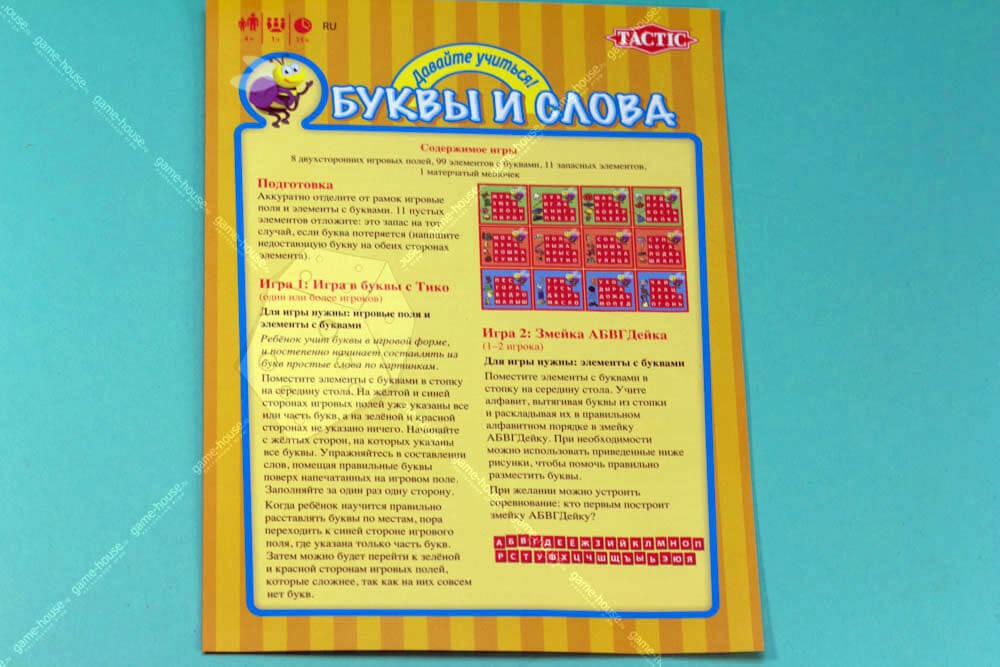 4+ 1+ 15+ RU
TACTIC
Давайте учиться!
БУКВЫ И СЛОВА
Содержимое игры:
8 двухсторонних игровых полей, 99 элементов с буквами, 11 запасных элементов,
1 матерчатый мешочек
Подготовка
Аккуратно отделите от рамок игровые
поля и элементы с буквами. 11 пустых
элементов отложите: это запас на тот
случай, если буква потеряется (напишите
недостающую букву на обеих сторонах
элемента).
Игра 1: Игра в буквы с Тико
(один или более игроков)
Для игры нужны: игровые поля и
элементы с буквами
Ребёнок учит буквы в игровой форме,
и постепенно начинает составлять из
букв простые слова по картинкам.
Поместите элементы с буквами в стопку
на середину стола. На жёлтой и синей
сторонах игровых полей уже указаны все
или часть букв, а на зелёной и красной
сторонах не указано ничего. Начинайте
с жёлтых сторон, на которых указаны
все буквы. Упражняйтесь в составлении
слов, помещая правильные буквы
поверх напечатанных на игровом поле.
Заполняйте за один раз одну сторону.
Когда ребёнок научится правильно
расставлять буквы по местам, пора
переходить к синей стороне игрового
поля, где указана только часть букв.
Затем можно будет перейти к зелёной
и красной сторонам игровых полей,
которые сложнее, так как на них совсем
нет букв.
Игра 2: Змейка АБВГДейка
(1–2 игрока)
Для игры нужны: элементы с буквами
Поместите элементы с буквами в
стопку на середину стола. Учите
алфавит, вытягивая буквы из стопки
и раскладывая их в правильном
алфавитном порядке в змейку
АБВГДейку. При необходимости
можно использовать приведенные ниже
рисунки, чтобы помочь правильно
разместить буквы.
При желании можно устроить
соревнование: кто первым построит
змейку АБВГДейку?
А Б В Г Д Е Ё Ж З И Й К Л М Н О П
Р С Т У Ф Х Ц Ч Ш Щ Ъ Ы Ь Э Ю Я